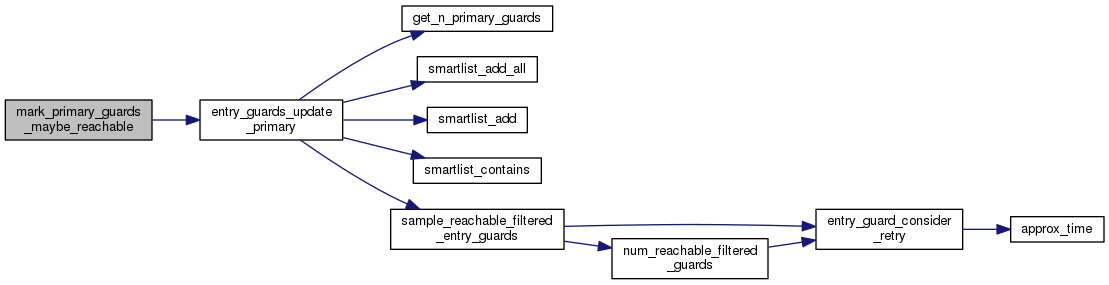 get_n_primary_guards
smartlist_add_all
mark_primary_guards
_maybe_reachable
entry_guards_update
_primary
smartlist_add
smartlist_contains
sample_reachable_filtered
_entry_guards
entry_guard_consider
_retry
approx_time
num_reachable_filtered
_guards